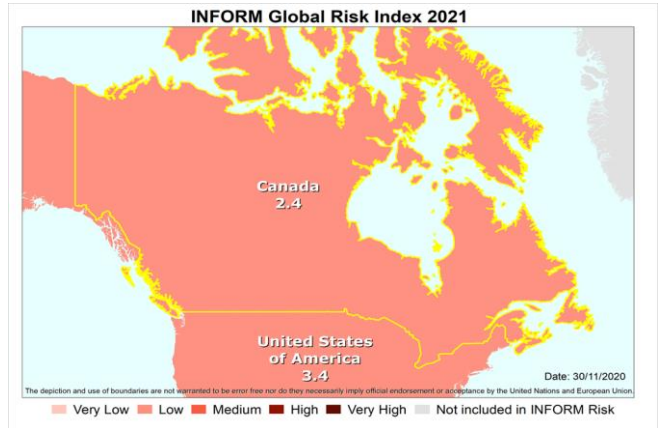 INFORM Global Risk Index 2021
Canada
2.4
United States
of America
3.4
Date: 30/11/2020
The depiction and use of boundaries are not warranted to be error free nor do they necessarily imply official endorsement or acceptance by the United Nations and European Union.
Very Low Low Medium High Very High Not included in INFORM Risk